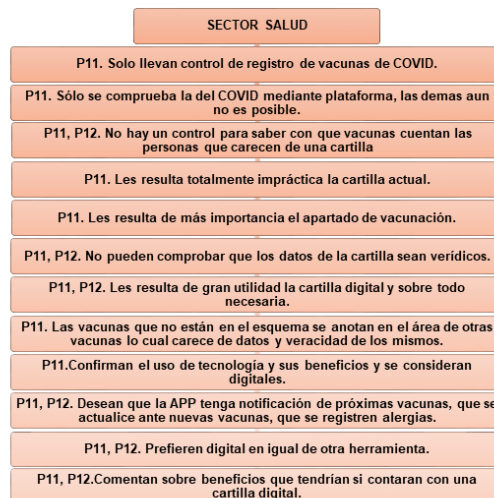 SECTOR SALUD
P11. Solo llevan control de registro de vacunas de COVID.
P11. Sólo se comprueba la del COVID mediante plataforma, las demas aun
no es posible.
P11, P12. No hay un control para saber con que vacunas cuentan las
personas que carecen de una cartilla
P11. Les resulta totalmente impráctica la cartilla actual.
P11. Les resulta de más importancia el apartado de vacunación.
P11, P12. No pueden comprobar que los datos de la cartilla sean verídicos.
P11, P12. Les resulta de gran utilidad la cartilla digital y sobre todo
necesaria.
P11. Las vacunas que no están en el esquema se anotan en el área de otras
vacunas lo cual carece de datos y veracidad de los mismos.
P11.Confirman el uso de tecnología y sus beneficios y se consideran
digitales.
P11, P12. Desean que la APP tenga notificación de próximas vacunas, que se
actualice ante nuevas vacunas, que se registren alergias.
P11, P12. Prefieren digital en igual de otra herramienta.
P11, P12.Comentan sobre beneficios que tendrían si contaran con una
cartilla digital.